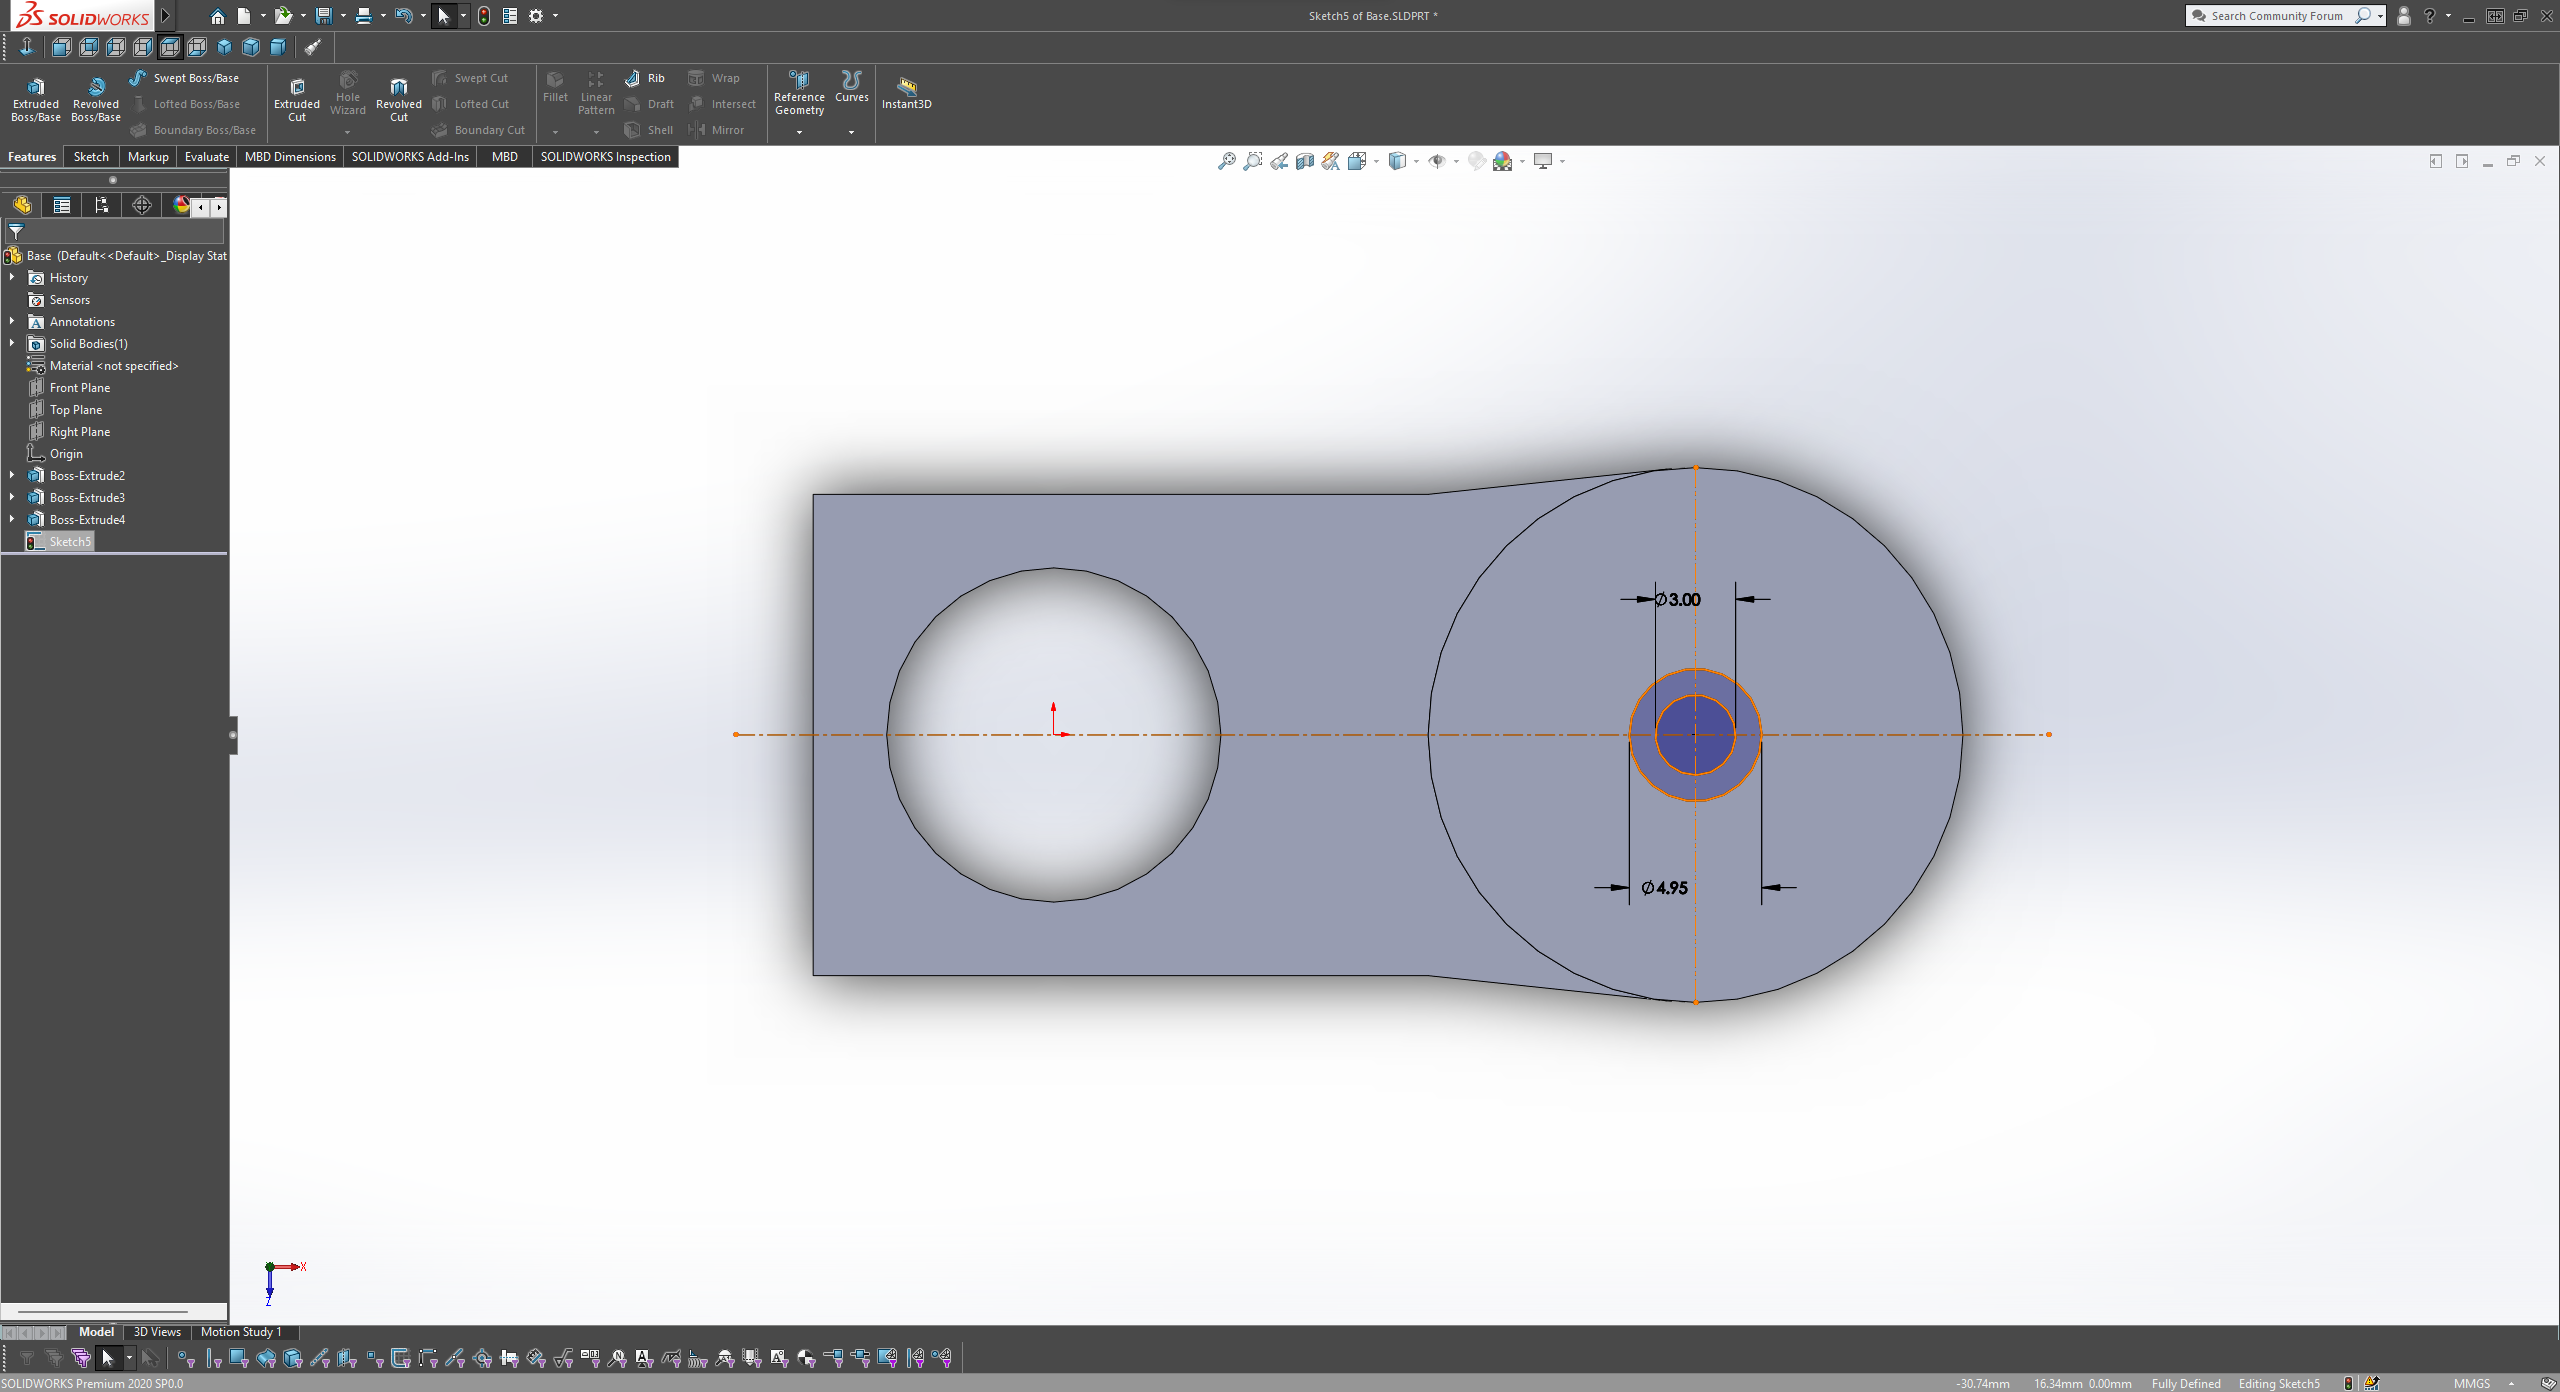 SOLIDWORKS
Sketch5 of Base.SLDPRT *
Search Community Forum
Extruded Boss/Base
Revolved Boss/Base
Swept Boss/Base
Lofted Boss/Base
Boundary Boss/Base
Extruded Cut
Hole Wizard
Revolved Cut
Swept Cut
Lofted Cut
Boundary Cut
Fillet
Linear Pattern
Rib
Draft
Shell
Wrap
Intersect
Mirror
Reference Geometry
Curves
Instant3D
Features
Sketch
Markup
Evaluate
MBD Dimensions
SOLIDWORKS Add-Ins
MBD
SOLIDWORKS Inspection
Base (Default<<Default>_Display Stat
History
Sensors
Annotations
Solid Bodies(1)
Material <not specified>
Front Plane
Top Plane
Right Plane
Origin
Boss-Extrude2
Boss-Extrude3
Boss-Extrude4
Sketch5
Ø3.00
Ø4.95
X
Z
Model
3D Views
Motion Study 1
SOLIDWORKS Premium 2020 SP0.0
-30.74mm
16.34mm
0.00mm
Fully Defined
Editing Sketch5
MMGS